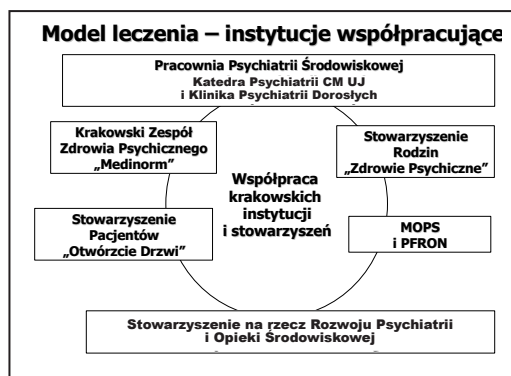 Model leczenia – instytucje współpracujące
Pracownia Psychiatrii Środowiskowej
Katedra Psychiatrii CM UJ
i Klinika Psychiatrii Dorosłych
Krakowski Zespół
Zdrowia Psychicznego
„Medinorm”
Stowarzyszenie
Rodzin
„Zdrowie Psychiczne”
Współpraca
krakowskich
instytucji
i stowarzyszeń
Stowarzyszenie
Pacjentów
„Otwórzcie Drzwi”
MOPS
i PFRON
Stowarzyszenie na rzecz Rozwoju Psychiatrii
i Opieki Środowiskowej